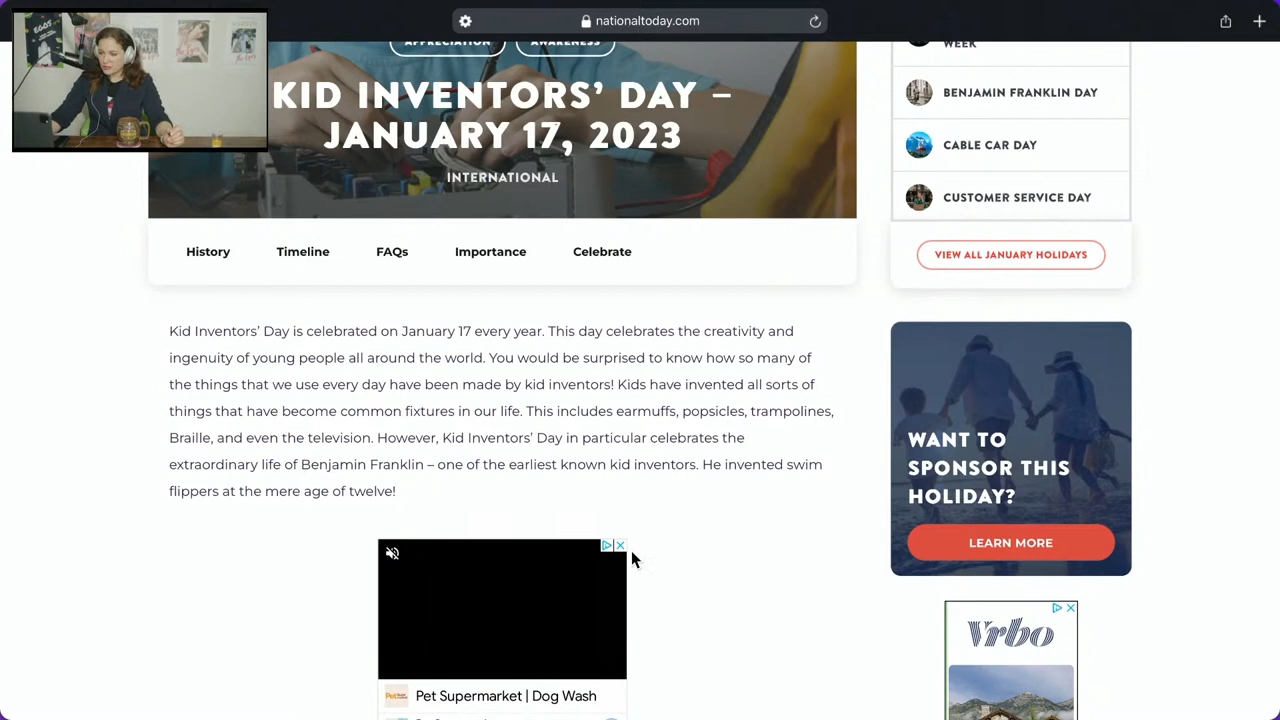 nationaltoday.com
APPRECIATION
AWARENESS
KID INVENTORS' DAY –
JANUARY 17, 2023
INTERNATIONAL
History
Timeline
FAQs
Importance
Celebrate
Kid Inventors' Day is celebrated on January 17 every year. This day celebrates the creativity and
ingenuity of young people all around the world. You would be surprised to know how so many of
the things that we use every day have been made by kid inventors! Kids have invented all sorts of
things that have become common fixtures in our life. This includes earmuffs, popsicles, trampolines,
Braille, and even the television. However, Kid Inventors' Day in particular celebrates the
extraordinary life of Benjamin Franklin – one of the earliest known kid inventors. He invented swim
flippers at the mere age of twelve!
Pet Supermarket | Dog Wash
WEEK
BENJAMIN FRANKLIN DAY
CABLE CAR DAY
CUSTOMER SERVICE DAY
VIEW ALL JANUARY HOLIDAYS
WANT TO
SPONSOR THIS
HOLIDAY?
LEARN MORE
Vrbo